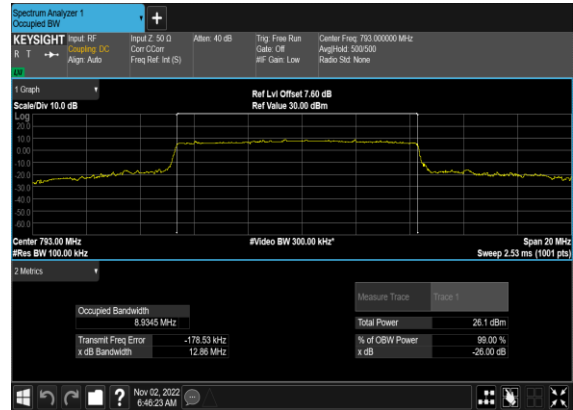 Spectrum Analyzer 1
Occupied BW
+
KEYSIGHT Input: RF Input Z: 50 Ω Atten: 40 dB Trig: Free Run Center Freq: 793.000000 MHz
R T Coupling: DC Corr CCorr Gate: Off Avg|Hold: 500/500
Align: Auto Freq Ref: Int (S) #IF Gain: Low Radio Std: None
LW
1 Graph
Ref Lvl Offset 7.60 dB
Scale/Div 10.0 dB Ref Value 30.00 dBm
Log
20.0
10.0
0.00
-10.0
-20.0
-30.0
-40.0
-50.0
-60.0
Center 793.00 MHz #Video BW 300.00 kHz* Span 20 MHz
#Res BW 100.00 kHz Sweep 2.53 ms (1001 pts)
2 Metrics
Measure Trace Trace 1
Occupied Bandwidth
8.9345 MHz Total Power 26.1 dBm
Transmit Freq Error -178.53 kHz % of OBW Power 99.00 %
x dB Bandwidth 12.86 MHz x dB -26.00 dB
? Nov 02, 2022
6:46:23 AM